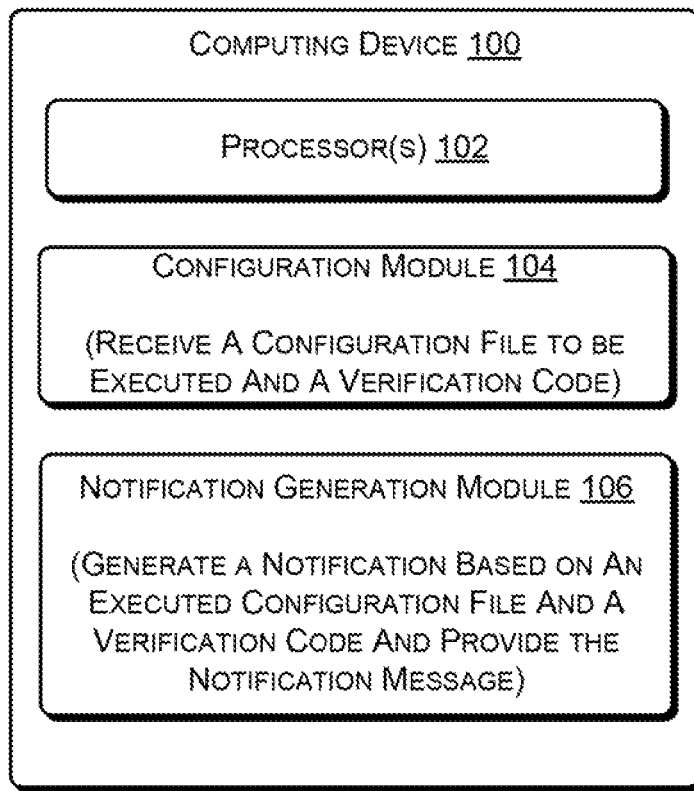 COMPUTING DEVICE 100
PROCESSOR(S) 102
CONFIGURATION MODULE 104
(RECEIVE A CONFIGURATION FILE TO BE
EXECUTED AND A VERIFICATION CODE)
NOTIFICATION GENERATION MODULE 106
(GENERATE A NOTIFICATION BASED ON AN
EXECUTED CONFIGURATION FILE AND A
VERIFICATION CODE AND PROVIDE THE
NOTIFICATION MESSAGE)